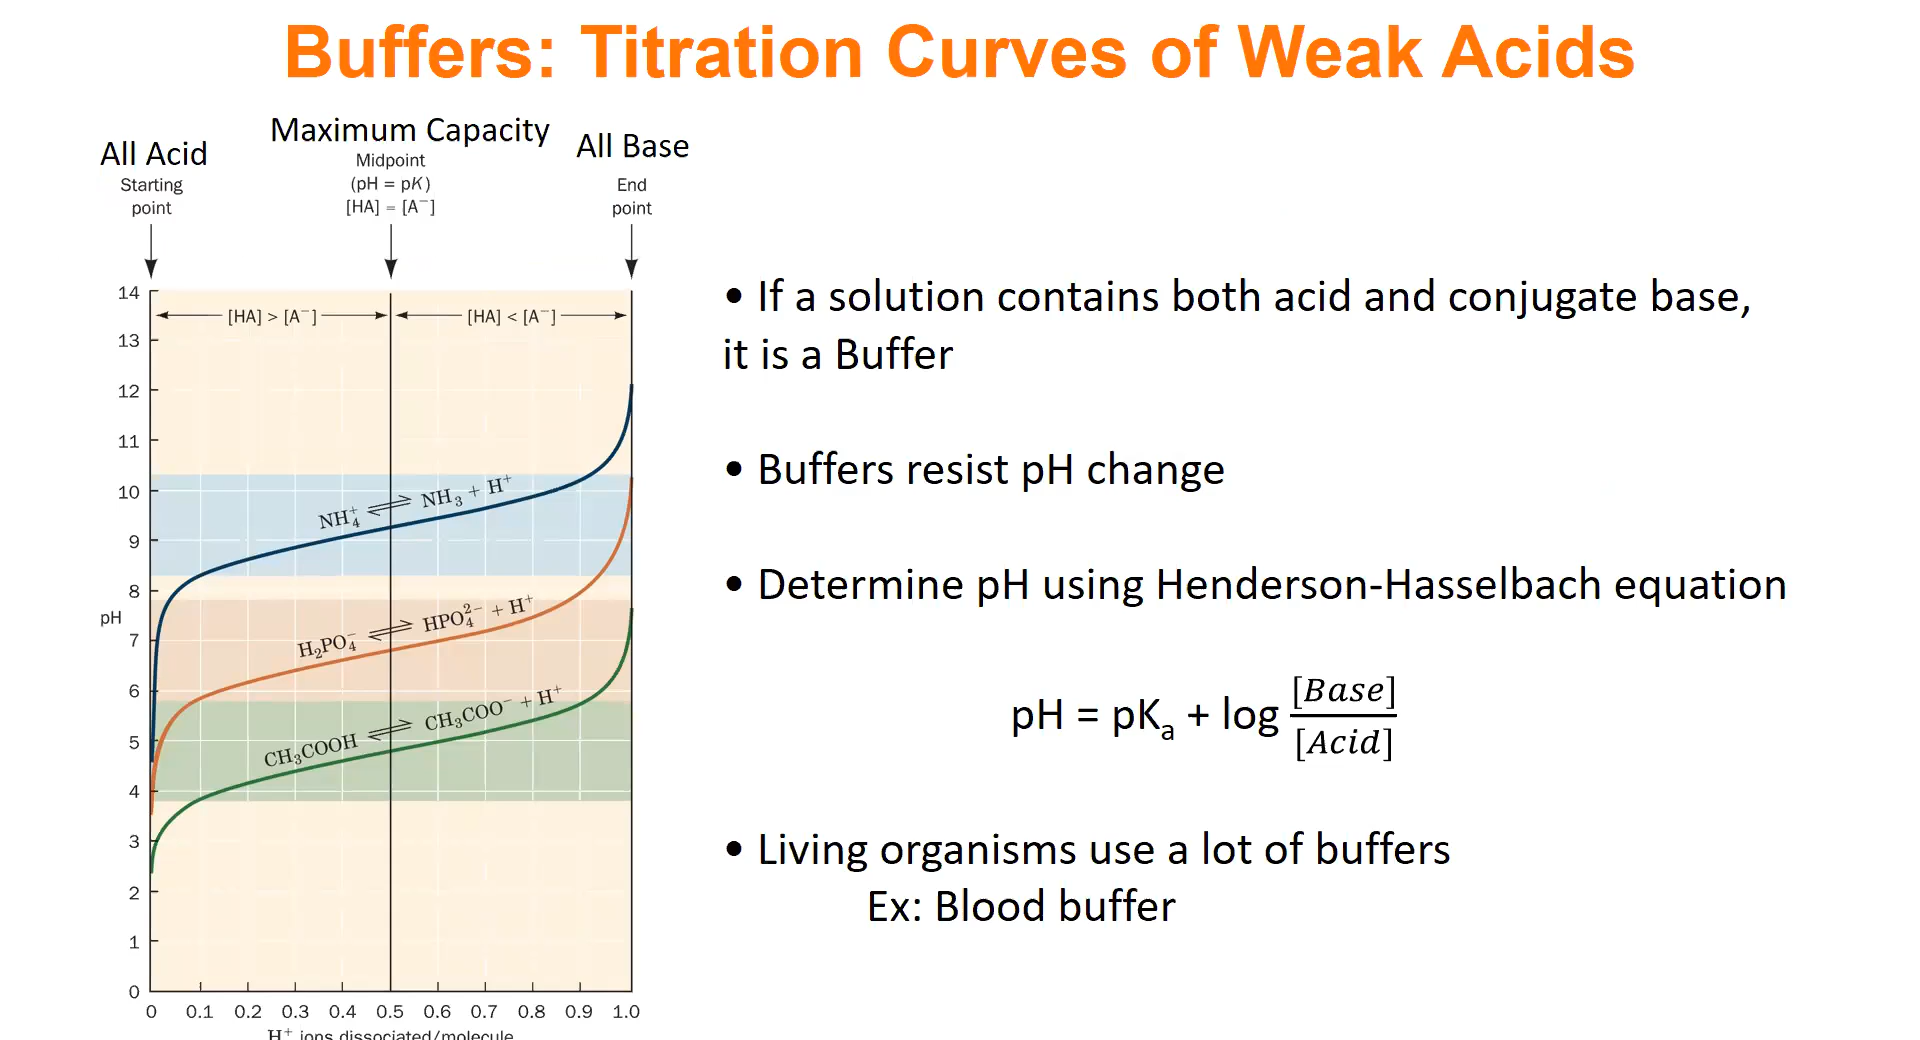 Buffers: Titration Curves of Weak Acids
All Acid
Starting
point
Maximum Capacity
Midpoint
(pH = pK)
[HA] = [A⁻]
All Base
End
point
14
[HA] > [A⁻]
[HA] < [A⁻]
13
12
11
10
9
8
pH
7
6
5
4
3
2
1
0
NH₄⁺ ⇌ NH₃ + H⁺
H₂PO₄⁻ ⇌ HPO₄²⁻ + H⁺
CH₃COOH ⇌ CH₃COO⁻ + H⁺
0 0.1 0.2 0.3 0.4 0.5 0.6 0.7 0.8 0.9 1.0
H⁺ ions dissociated/molecule
• If a solution contains both acid and conjugate base,
it is a Buffer
• Buffers resist pH change
• Determine pH using Henderson-Hasselbach equation
pH = pKₐ + log [Base]/[Acid]
• Living organisms use a lot of buffers
Ex: Blood buffer